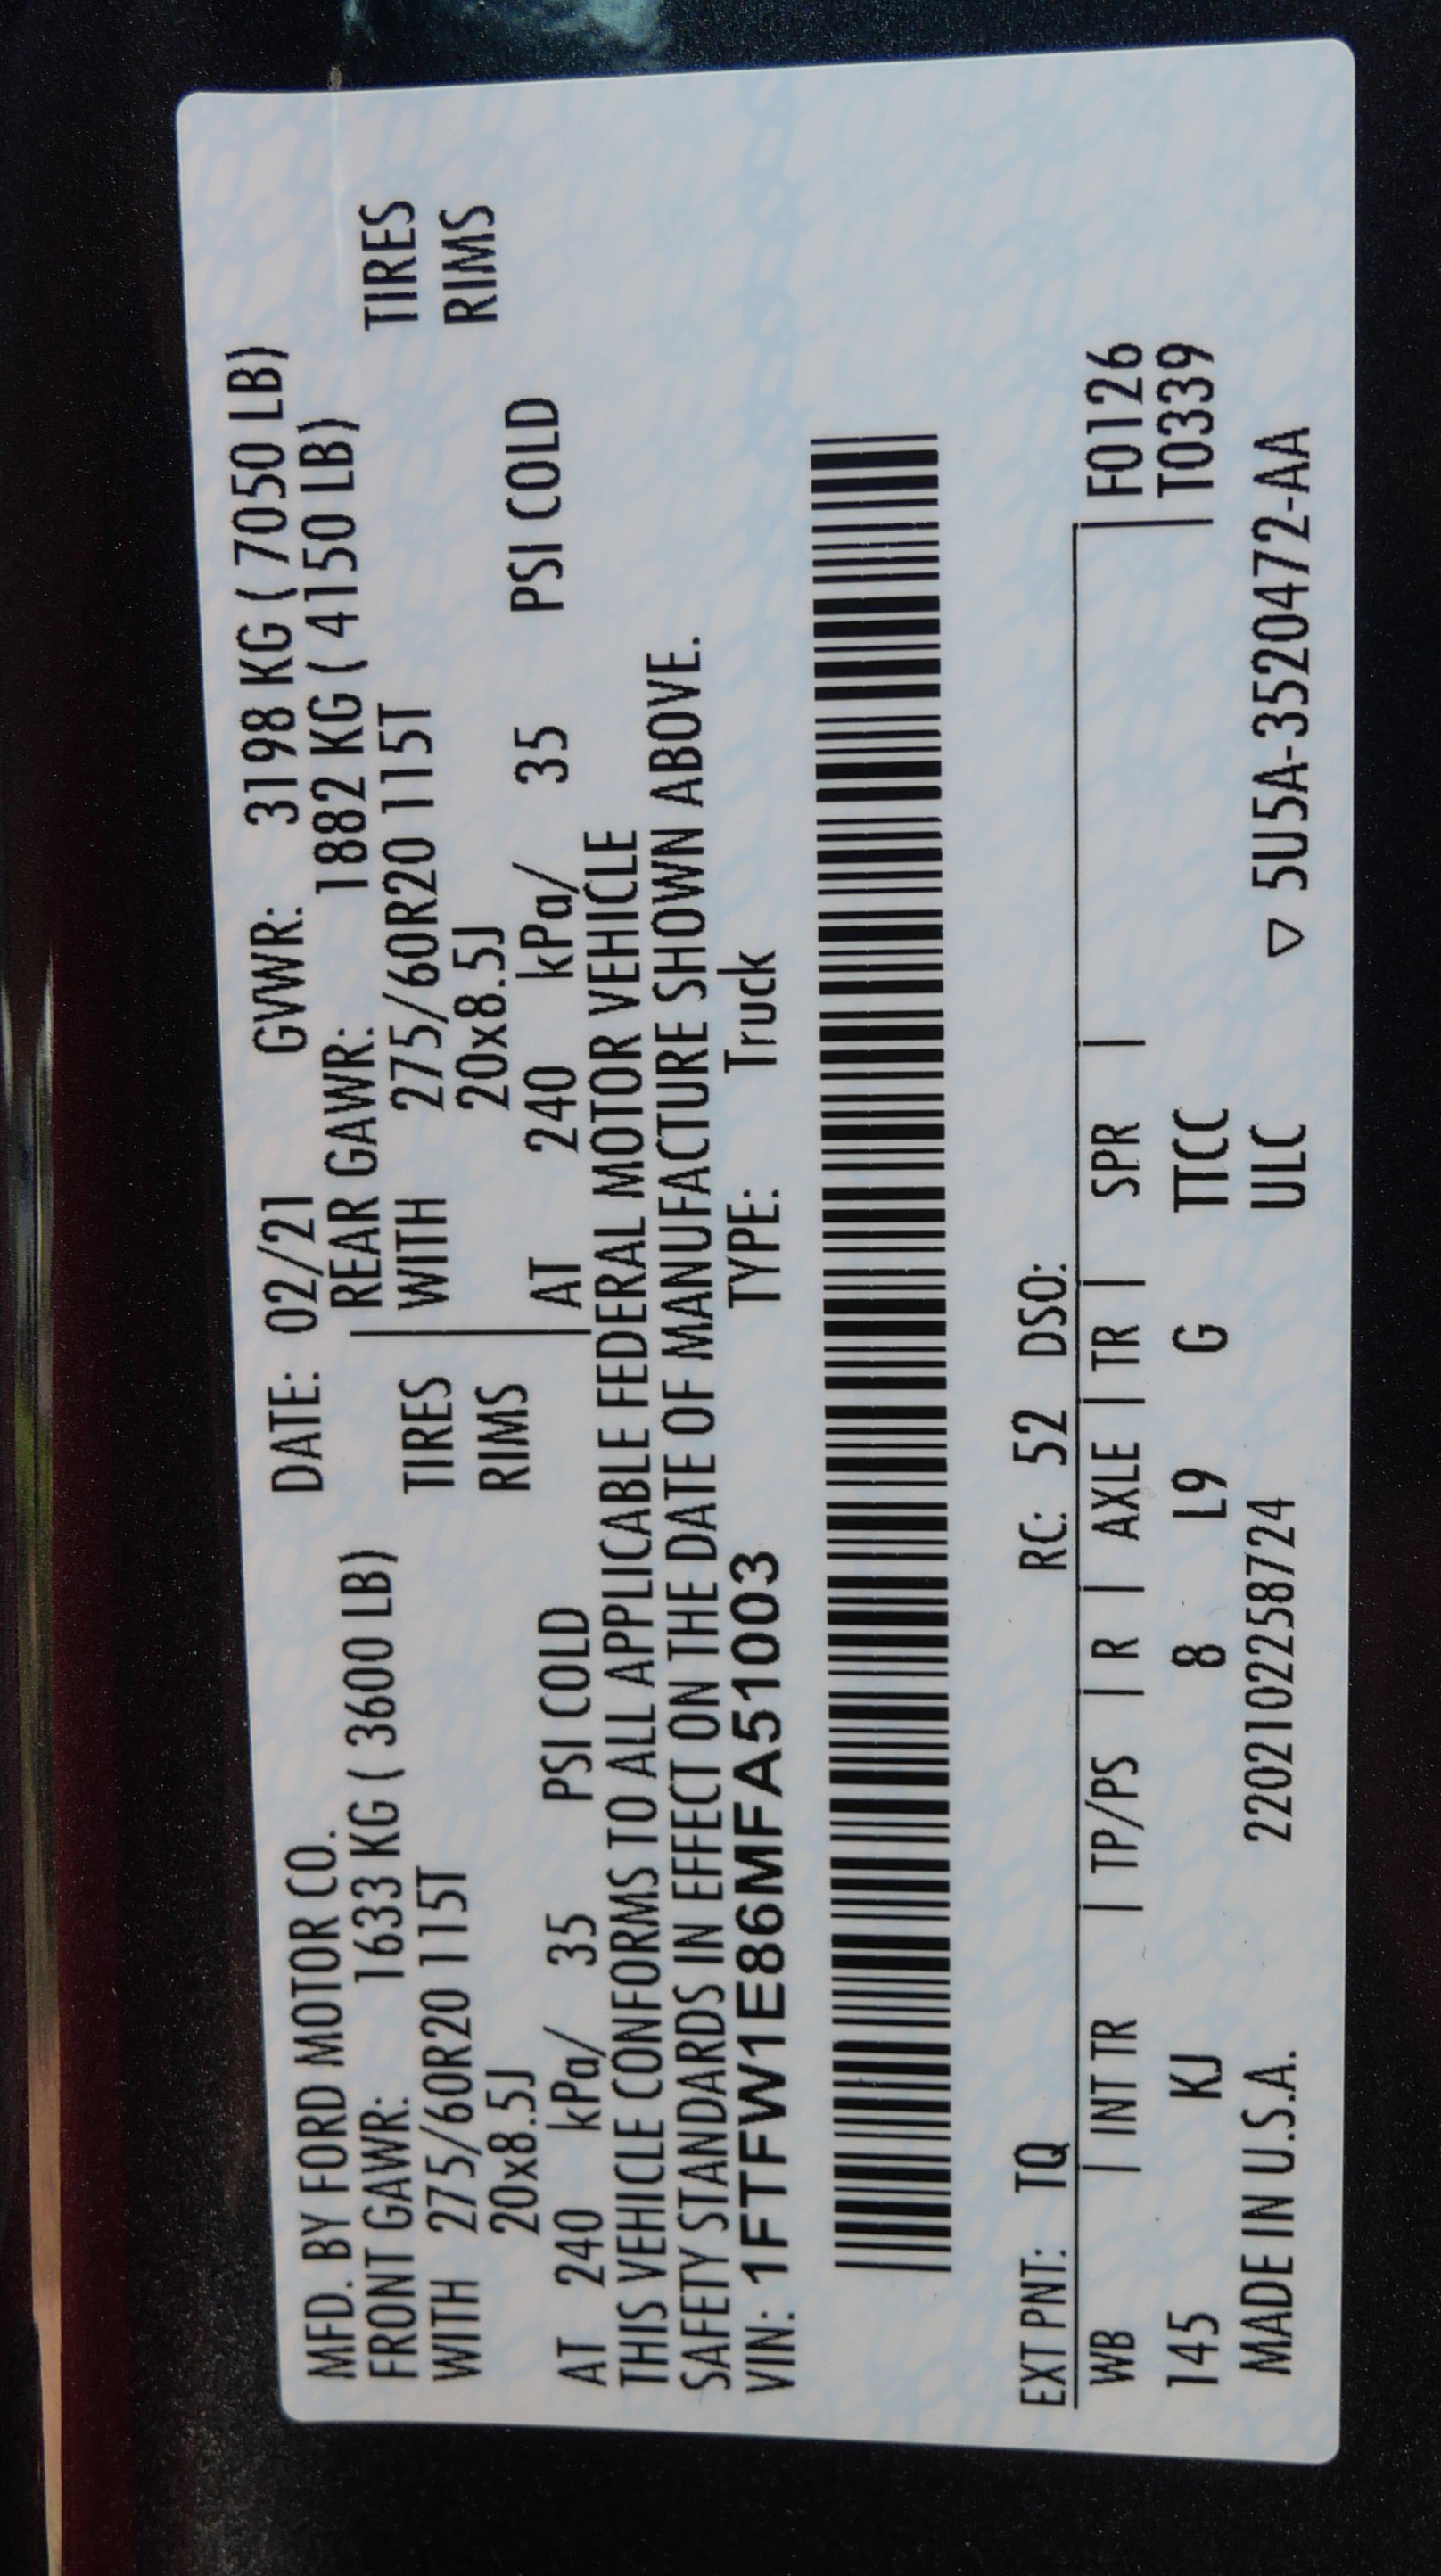 MFD. BY FORD MOTOR CO. DATE: 02/21 GVWR: 3198 KG ( 7050 LB)
FRONT GAWR: 1633 KG ( 3600 LB) REAR GAWR: 1882 KG ( 4150 LB)
WITH 275/60R20 115T TIRES WITH 275/60R20 115T TIRES
20x8.5J RIMS 20x8.5J RIMS
AT 240 kPa/ 35 PSI COLD AT 240 kPa/ 35 PSI COLD
THIS VEHICLE CONFORMS TO ALL APPLICABLE FEDERAL MOTOR VEHICLE
SAFETY STANDARDS IN EFFECT ON THE DATE OF MANUFACTURE SHOWN ABOVE.
VIN: 1FTFW1E86MFA51003 TYPE: Truck
EXT PNT: TQ RC: 52 DSO:
WB | INT TR | TP/PS | R | AXLE | TR | SPR | F0126
145 KJ 8 L9 G TTCC T0339
MADE IN U.S.A. 2202102258724 ULC ▽ 5U5A-3520472-AA